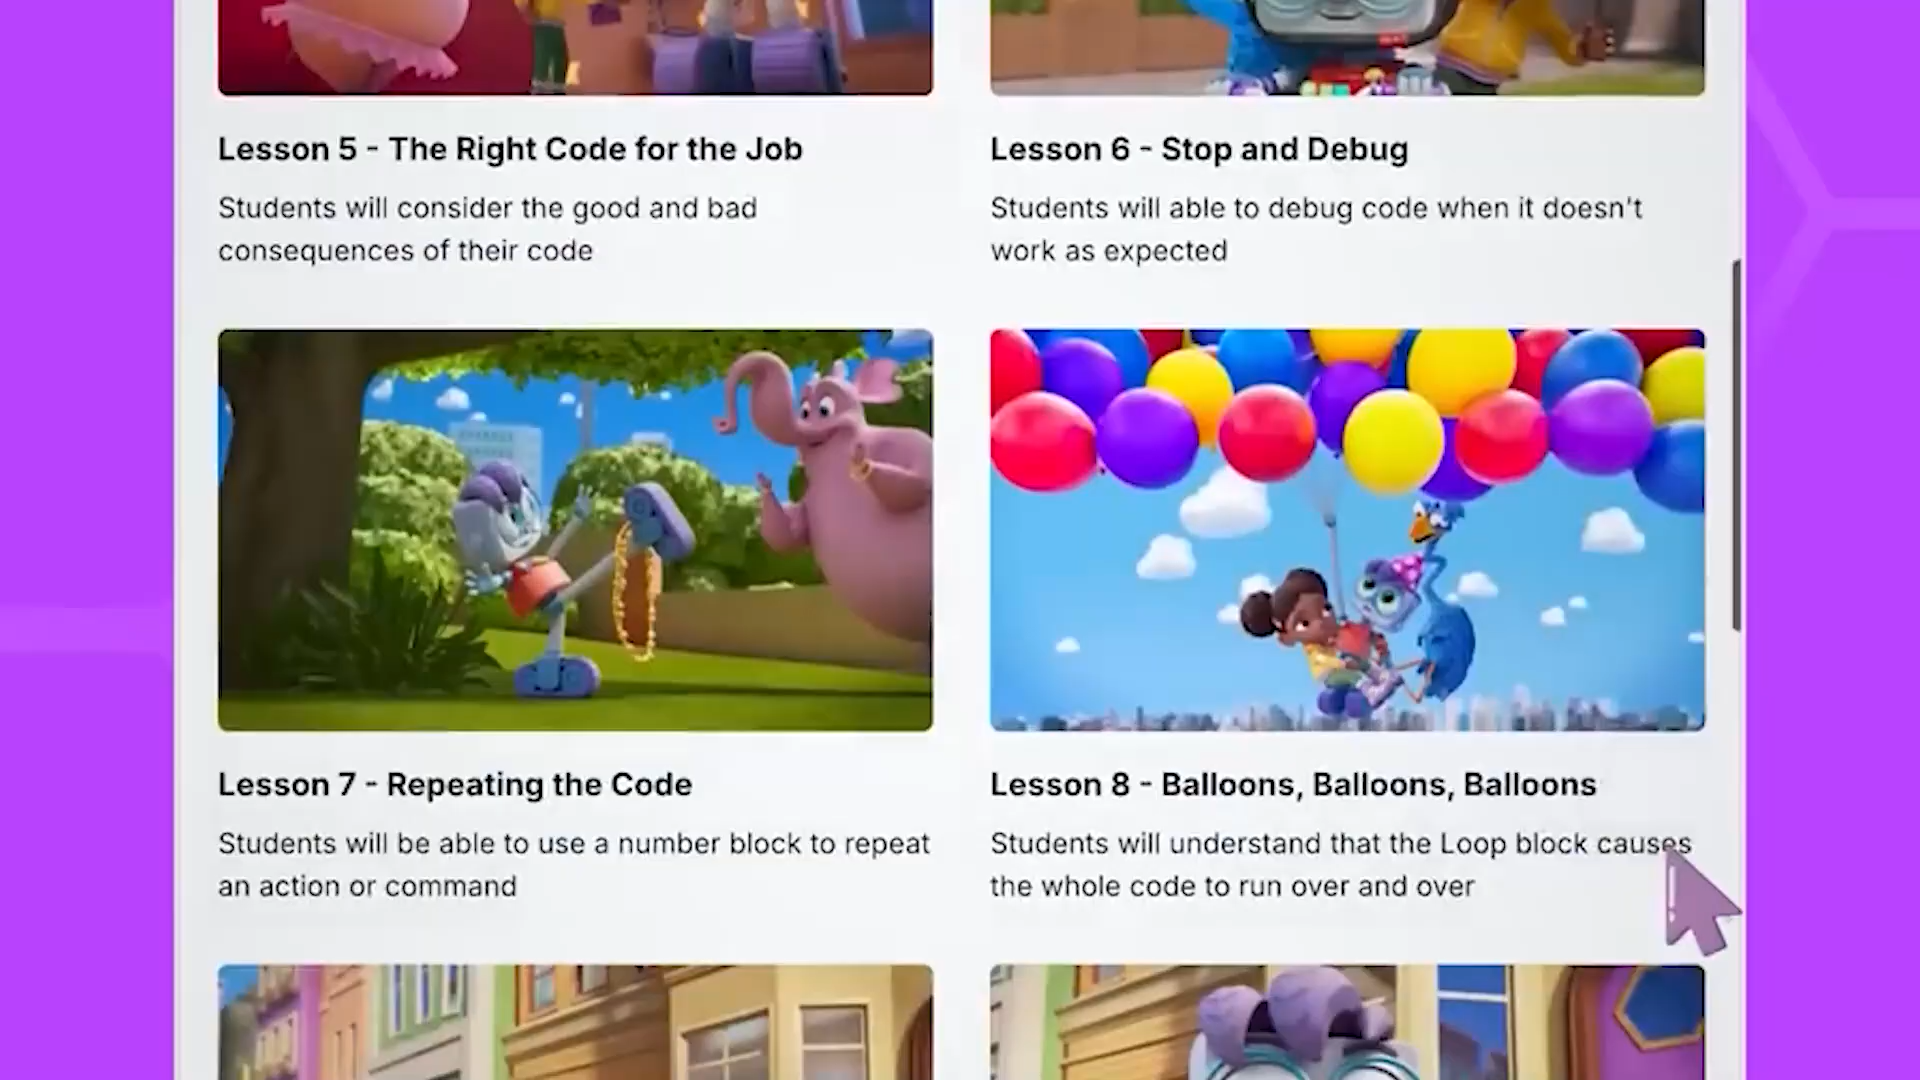 Lesson 5 - The Right Code for the Job
Students will consider the good and bad
consequences of their code
Lesson 6 - Stop and Debug
Students will able to debug code when it doesn't
work as expected
Lesson 7 - Repeating the Code
Students will be able to use a number block to repeat
an action or command
Lesson 8 - Balloons, Balloons, Balloons
Students will understand that the Loop block causes
the whole code to run over and over